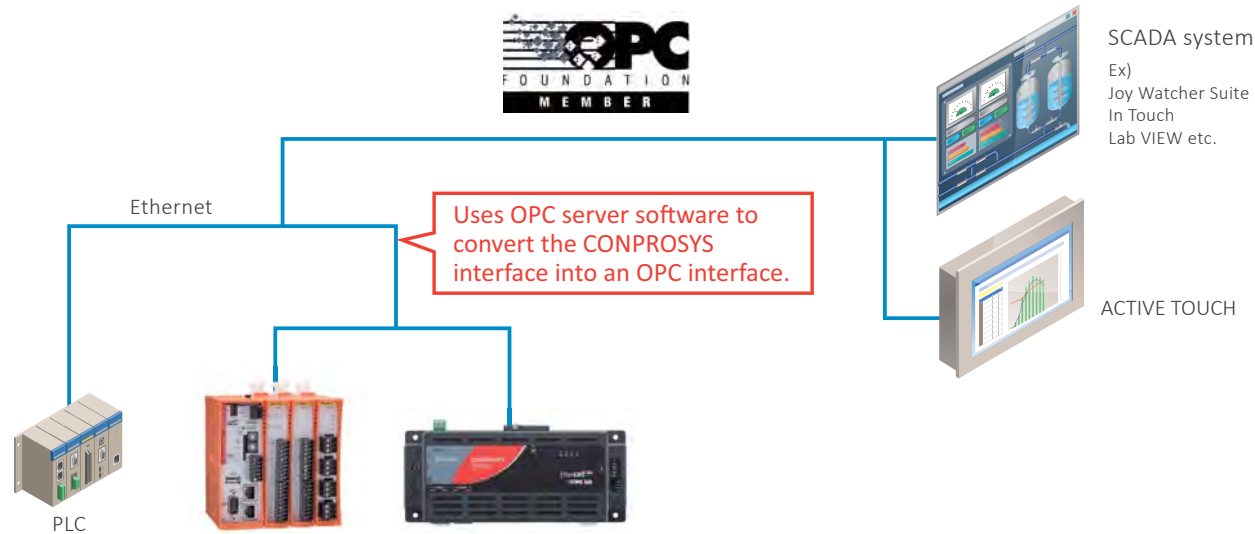 OPC
FOUNDATION
MEMBER
SCADA system
Ex)
Joy Watcher Suite
In Touch
Lab VIEW etc.
Ethernet
Uses OPC server software to
convert the CONPROSYS
interface into an OPC interface.
ACTIVE TOUCH
PLC